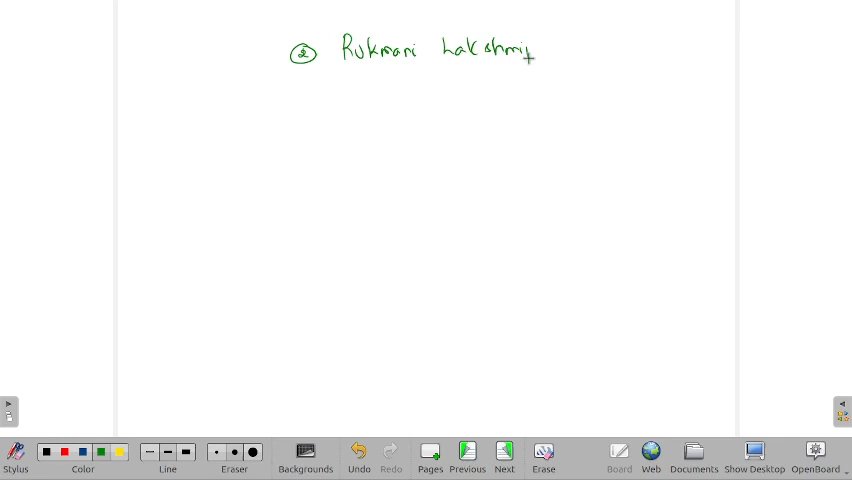 ② Rukmani Lakshmi
Stylus
Color
Line
Eraser
Backgrounds
Undo
Redo
Pages
Previous
Next
Erase
Board
Web
Documents
Show Desktop
OpenBoard